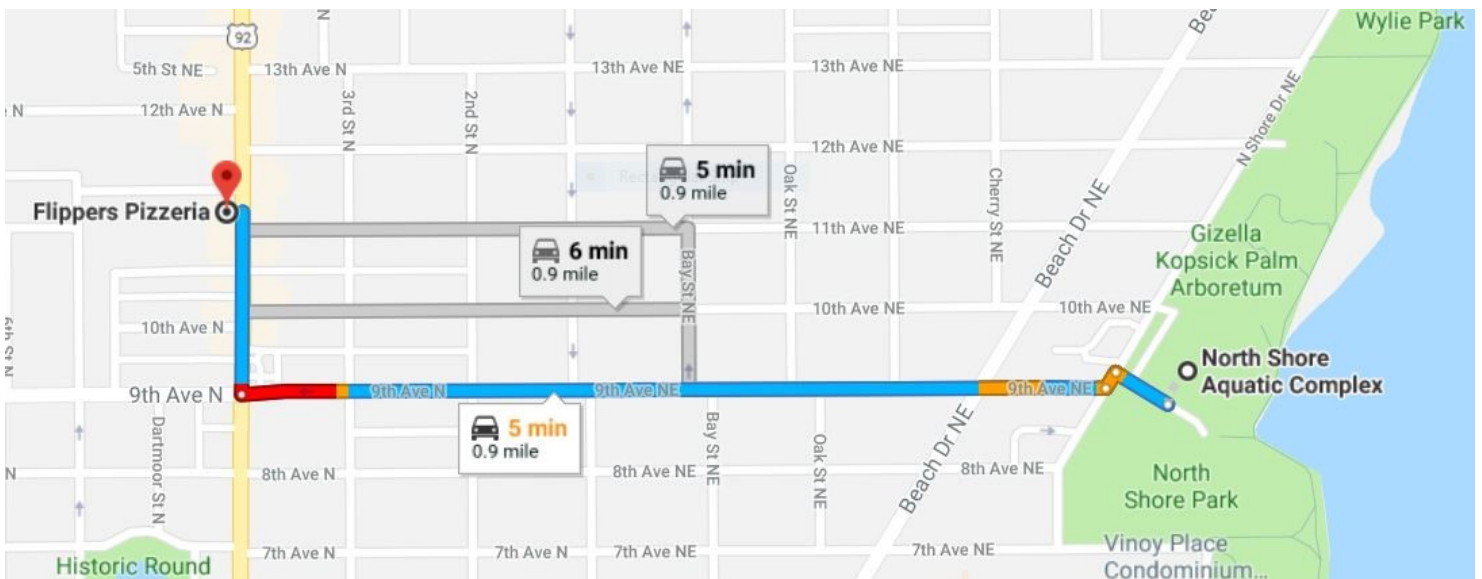 Wylie Park
92
N
5th St NE
13th Ave N
13th Ave NE
13th Ave NE
N
12th Ave N
3rd St N
2nd St N
12th Ave NE
N Shore Dr NE
5 min
0.9 mile
Oak St NE
Cherry St NE
Beach Dr NE
Flippers Pizzeria
11th Ave NE
6 min
0.9 mile
Bay St NE
Gizella
Kopsick Palm
Arboretum
10th Ave N
10th Ave NE
10th Ave NE
6th St N
9th Ave N
9th Ave N
9th Ave NE
9th Ave NE
North Shore
Aquatic Complex
5 min
0.9 mile
Dartmoor St N
Bay St NE
Oak St NE
Beach Dr NE
N
8th Ave N
8th Ave NE
8th Ave NE
North
Shore Park
7th Ave N
7th Ave N
7th Ave NE
7th Ave NE
Historic Round
Vinoy Place
Condominium...